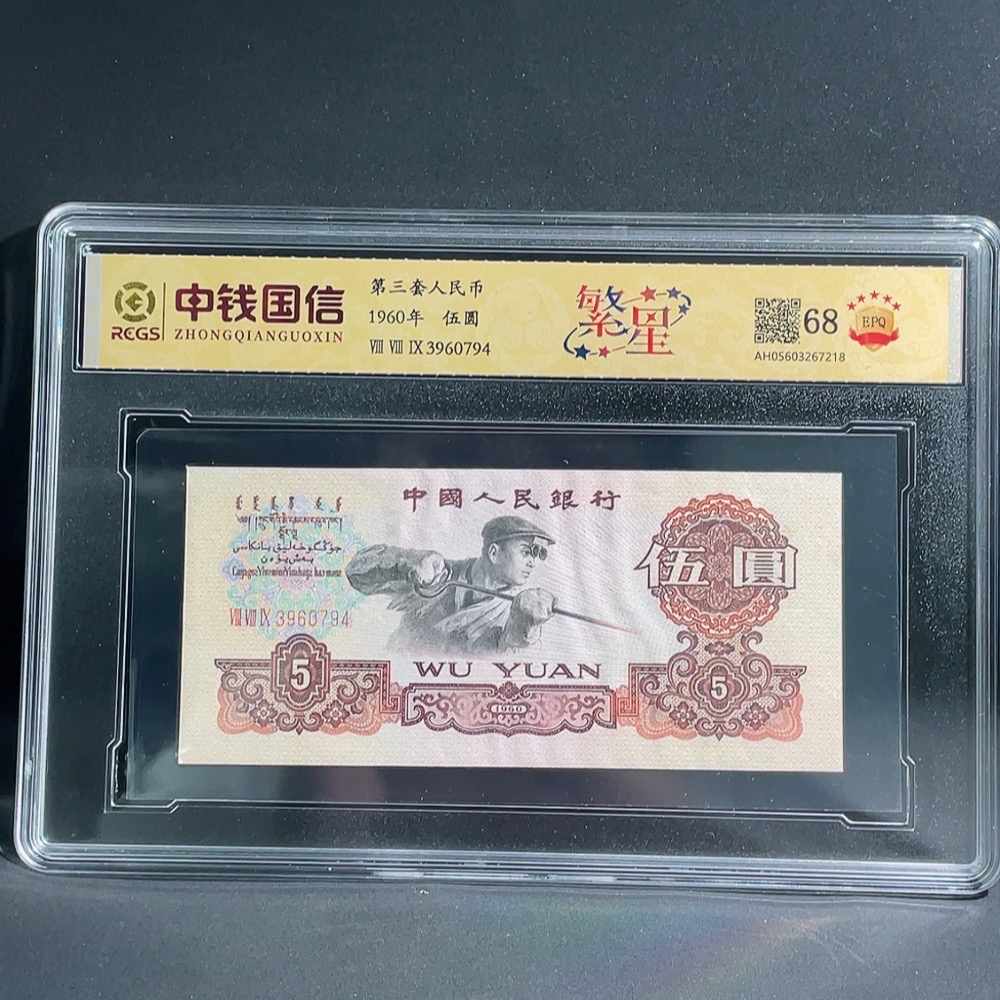 RCGS
中钱国信
ZHONGQIANGUOXIN
第三套人民币
1960年 伍圆
Ⅷ Ⅷ Ⅸ 3960794
繁星
68
EPQ
AH05603267218
中國人民銀行
伍圓
Ⅷ Ⅷ Ⅸ 3960794
WU YUAN
5
1960
5